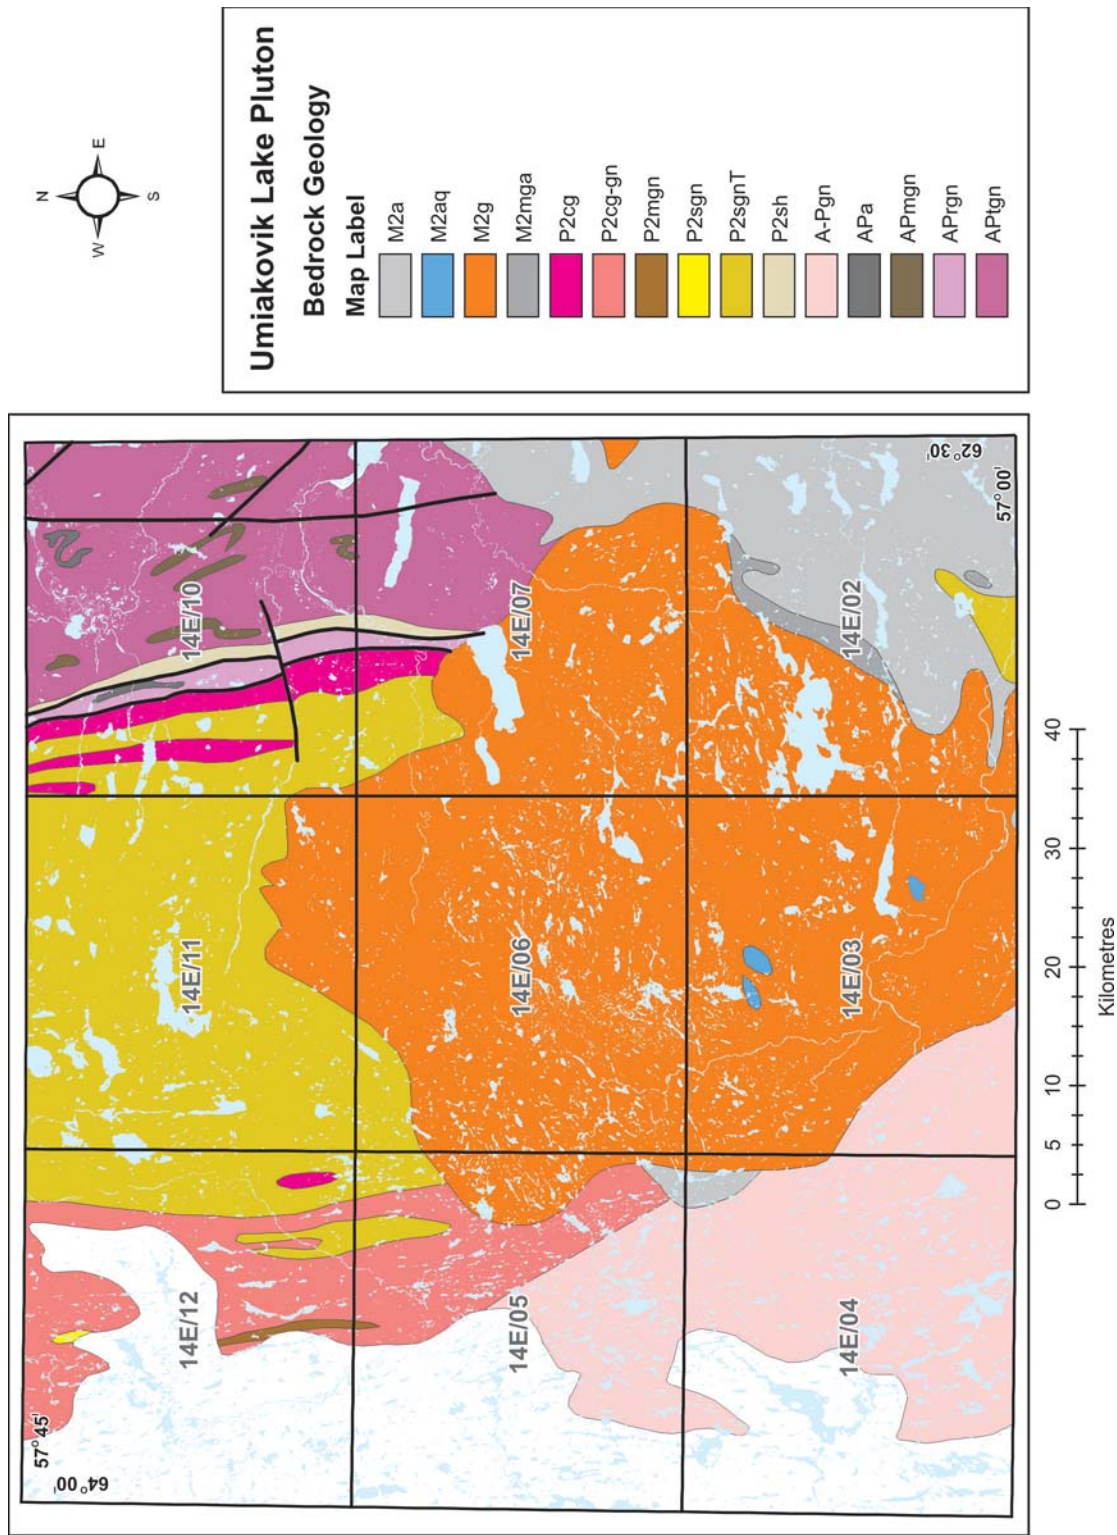 N
W
E
S
Umiakovik Lake Pluton
Bedrock Geology
Map Label
M2a
M2aq
M2g
M2mga
P2cg
P2cg-gn
P2mgn
P2sgn
P2sgnT
P2sh
A-Pgn
APa
APmgn
APrgn
APtgn
57°45'
64°00'
14E/12
14E/11
14E/10
14E/05
14E/06
14E/07
14E/04
14E/03
14E/02
62°30'
57°00'
0 5 10 20 30 40
Kilometres